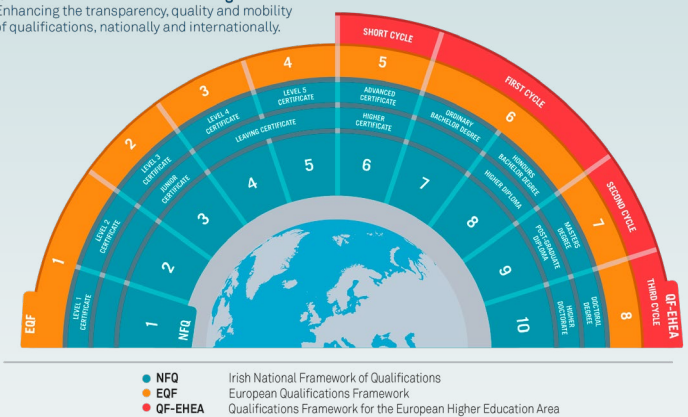 Enhancing the transparency, quality and mobility
of qualifications, nationally and internationally.
SHORT CYCLE
FIRST CYCLE
SECOND CYCLE
THIRD CYCLE
QF-EHEA
EQF
1
2
3
4
5
6
7
8
LEVEL 1
CERTIFICATE
LEVEL 2
CERTIFICATE
LEVEL 3
CERTIFICATE
JUNIOR
CERTIFICATE
LEVEL 4
CERTIFICATE
LEVEL 5
CERTIFICATE
LEAVING CERTIFICATE
ADVANCED
CERTIFICATE
HIGHER
CERTIFICATE
ORDINARY
BACHELOR DEGREE
HONOURS
BACHELOR DEGREE
HIGHER DIPLOMA
MASTERS
DEGREE
POST-GRADUATE
DIPLOMA
DOCTORAL
DEGREE
HIGHER
DOCTORATE
NFQ
1
2
3
4
5
6
7
8
9
10
NFQ Irish National Framework of Qualifications
EQF European Qualifications Framework
QF-EHEA Qualifications Framework for the European Higher Education Area